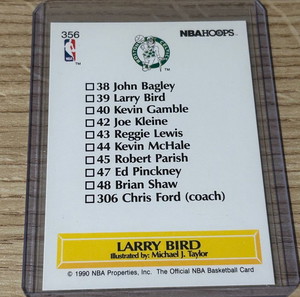 356
NBA HOOPS
☐ 38 John Bagley
☐ 39 Larry Bird
☐ 40 Kevin Gamble
☐ 42 Joe Kleine
☐ 43 Reggie Lewis
☐ 44 Kevin McHale
☐ 45 Robert Parish
☐ 47 Ed Pinckney
☐ 48 Brian Shaw
☐ 306 Chris Ford (coach)
LARRY BIRD
Illustrated by: Michael J. Taylor
© 1990 NBA Properties, Inc. The Official NBA Basketball Card